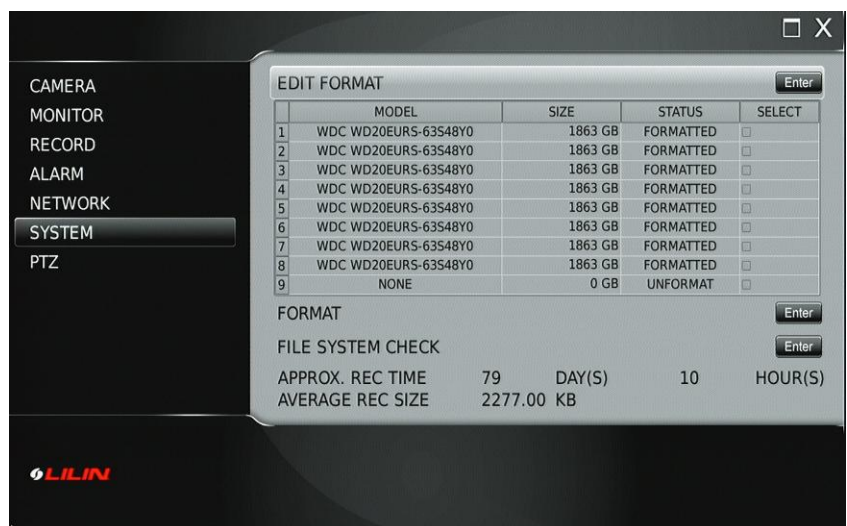 X
CAMERA
MONITOR
RECORD
ALARM
NETWORK
SYSTEM
PTZ
EDIT FORMAT Enter
MODEL SIZE STATUS SELECT
1 WDC WD20EURS-63S48Y0 1863 GB FORMATTED
2 WDC WD20EURS-63S48Y0 1863 GB FORMATTED
3 WDC WD20EURS-63S48Y0 1863 GB FORMATTED
4 WDC WD20EURS-63S48Y0 1863 GB FORMATTED
5 WDC WD20EURS-63S48Y0 1863 GB FORMATTED
6 WDC WD20EURS-63S48Y0 1863 GB FORMATTED
7 WDC WD20EURS-63S48Y0 1863 GB FORMATTED
8 WDC WD20EURS-63S48Y0 1863 GB FORMATTED
9 NONE 0 GB UNFORMAT
FORMAT Enter
FILE SYSTEM CHECK Enter
APPROX. REC TIME 79 DAY(S) 10 HOUR(S)
AVERAGE REC SIZE 2277.00 KB
LILIN